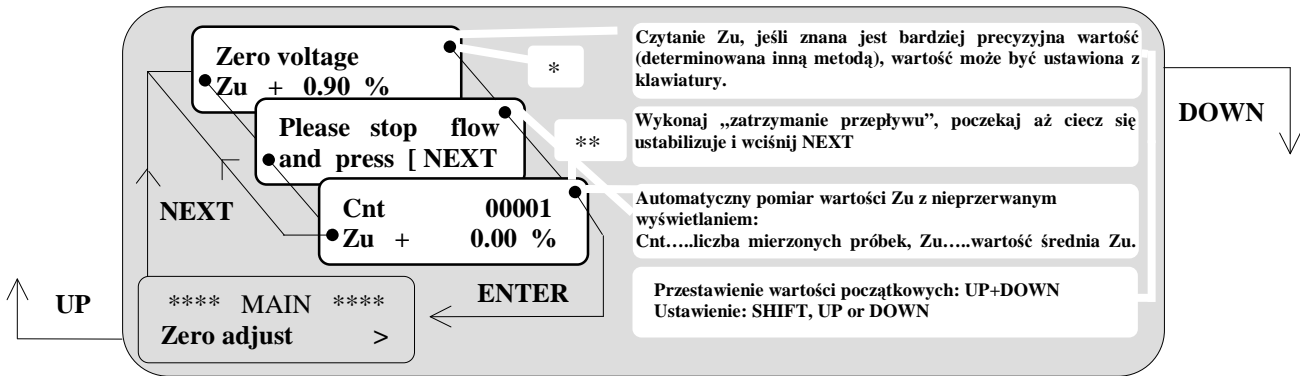 Zero voltage
Zu + 0.90 %
*
Please stop flow
and press [ NEXT
**
Cnt 00001
Zu + 0.00 %
NEXT
UP
**** MAIN ****
Zero adjust >
ENTER
Czytanie Zu, jeśli znana jest bardziej precyzyjna wartość
(determinowana inną metodą), wartość może być ustawiona z
klawiatury.
Wykonaj „zatrzymanie przepływu”, poczekaj aż ciecz się
ustabilizuje i wciśnij NEXT
Automatyczny pomiar wartości Zu z nieprzerwanym
wyświetlaniem:
Cnt…..liczba mierzonych próbek, Zu…..wartość średnia Zu.
Przestawienie wartości początkowych: UP+DOWN
Ustawienie: SHIFT, UP or DOWN
DOWN